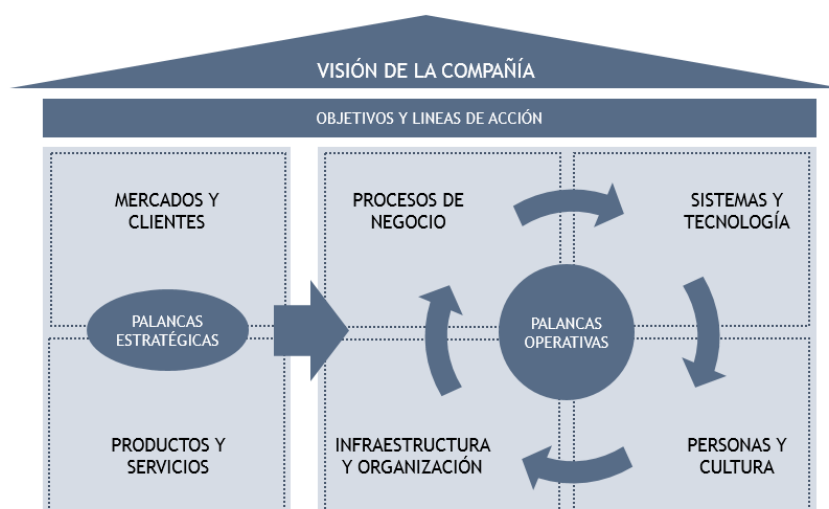 VISIÓN DE LA COMPAÑÍA
OBJETIVOS Y LINEAS DE ACCIÓN
MERCADOS Y
CLIENTES
PALANCAS
ESTRATÉGICAS
PRODUCTOS Y
SERVICIOS
PROCESOS DE
NEGOCIO
SISTEMAS Y
TECNOLOGÍA
PALANCAS
OPERATIVAS
INFRAESTRUCTURA
Y ORGANIZACIÓN
PERSONAS Y
CULTURA